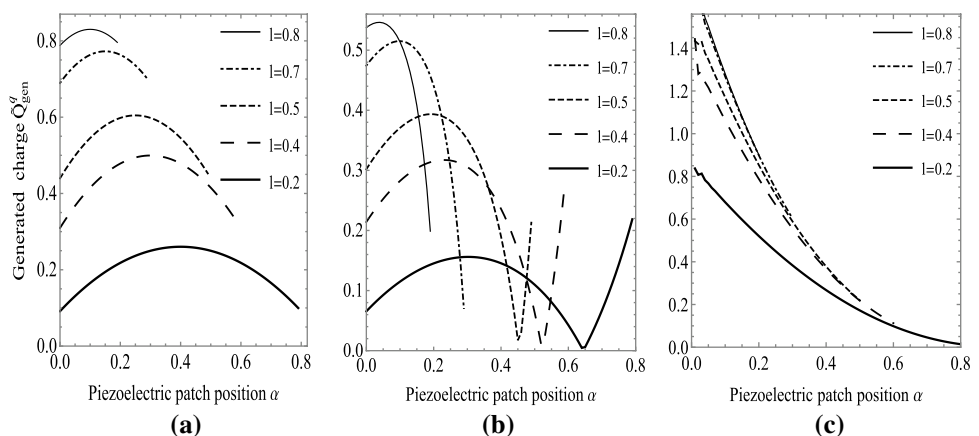 Generated charge Q̃^q_gen
0.8
0.6
0.4
0.2
0.0
0.0 0.2 0.4 0.6 0.8
l=0.8
l=0.7
l=0.5
l=0.4
l=0.2
Piezoelectric patch position α
(a)
0.5
0.4
0.3
0.2
0.1
0.0
0.0 0.2 0.4 0.6 0.8
l=0.8
l=0.7
l=0.5
l=0.4
l=0.2
Piezoelectric patch position α
(b)
1.4
1.2
1.0
0.8
0.6
0.4
0.2
0.0
0.0 0.2 0.4 0.6 0.8
l=0.8
l=0.7
l=0.5
l=0.4
l=0.2
Piezoelectric patch position α
(c)